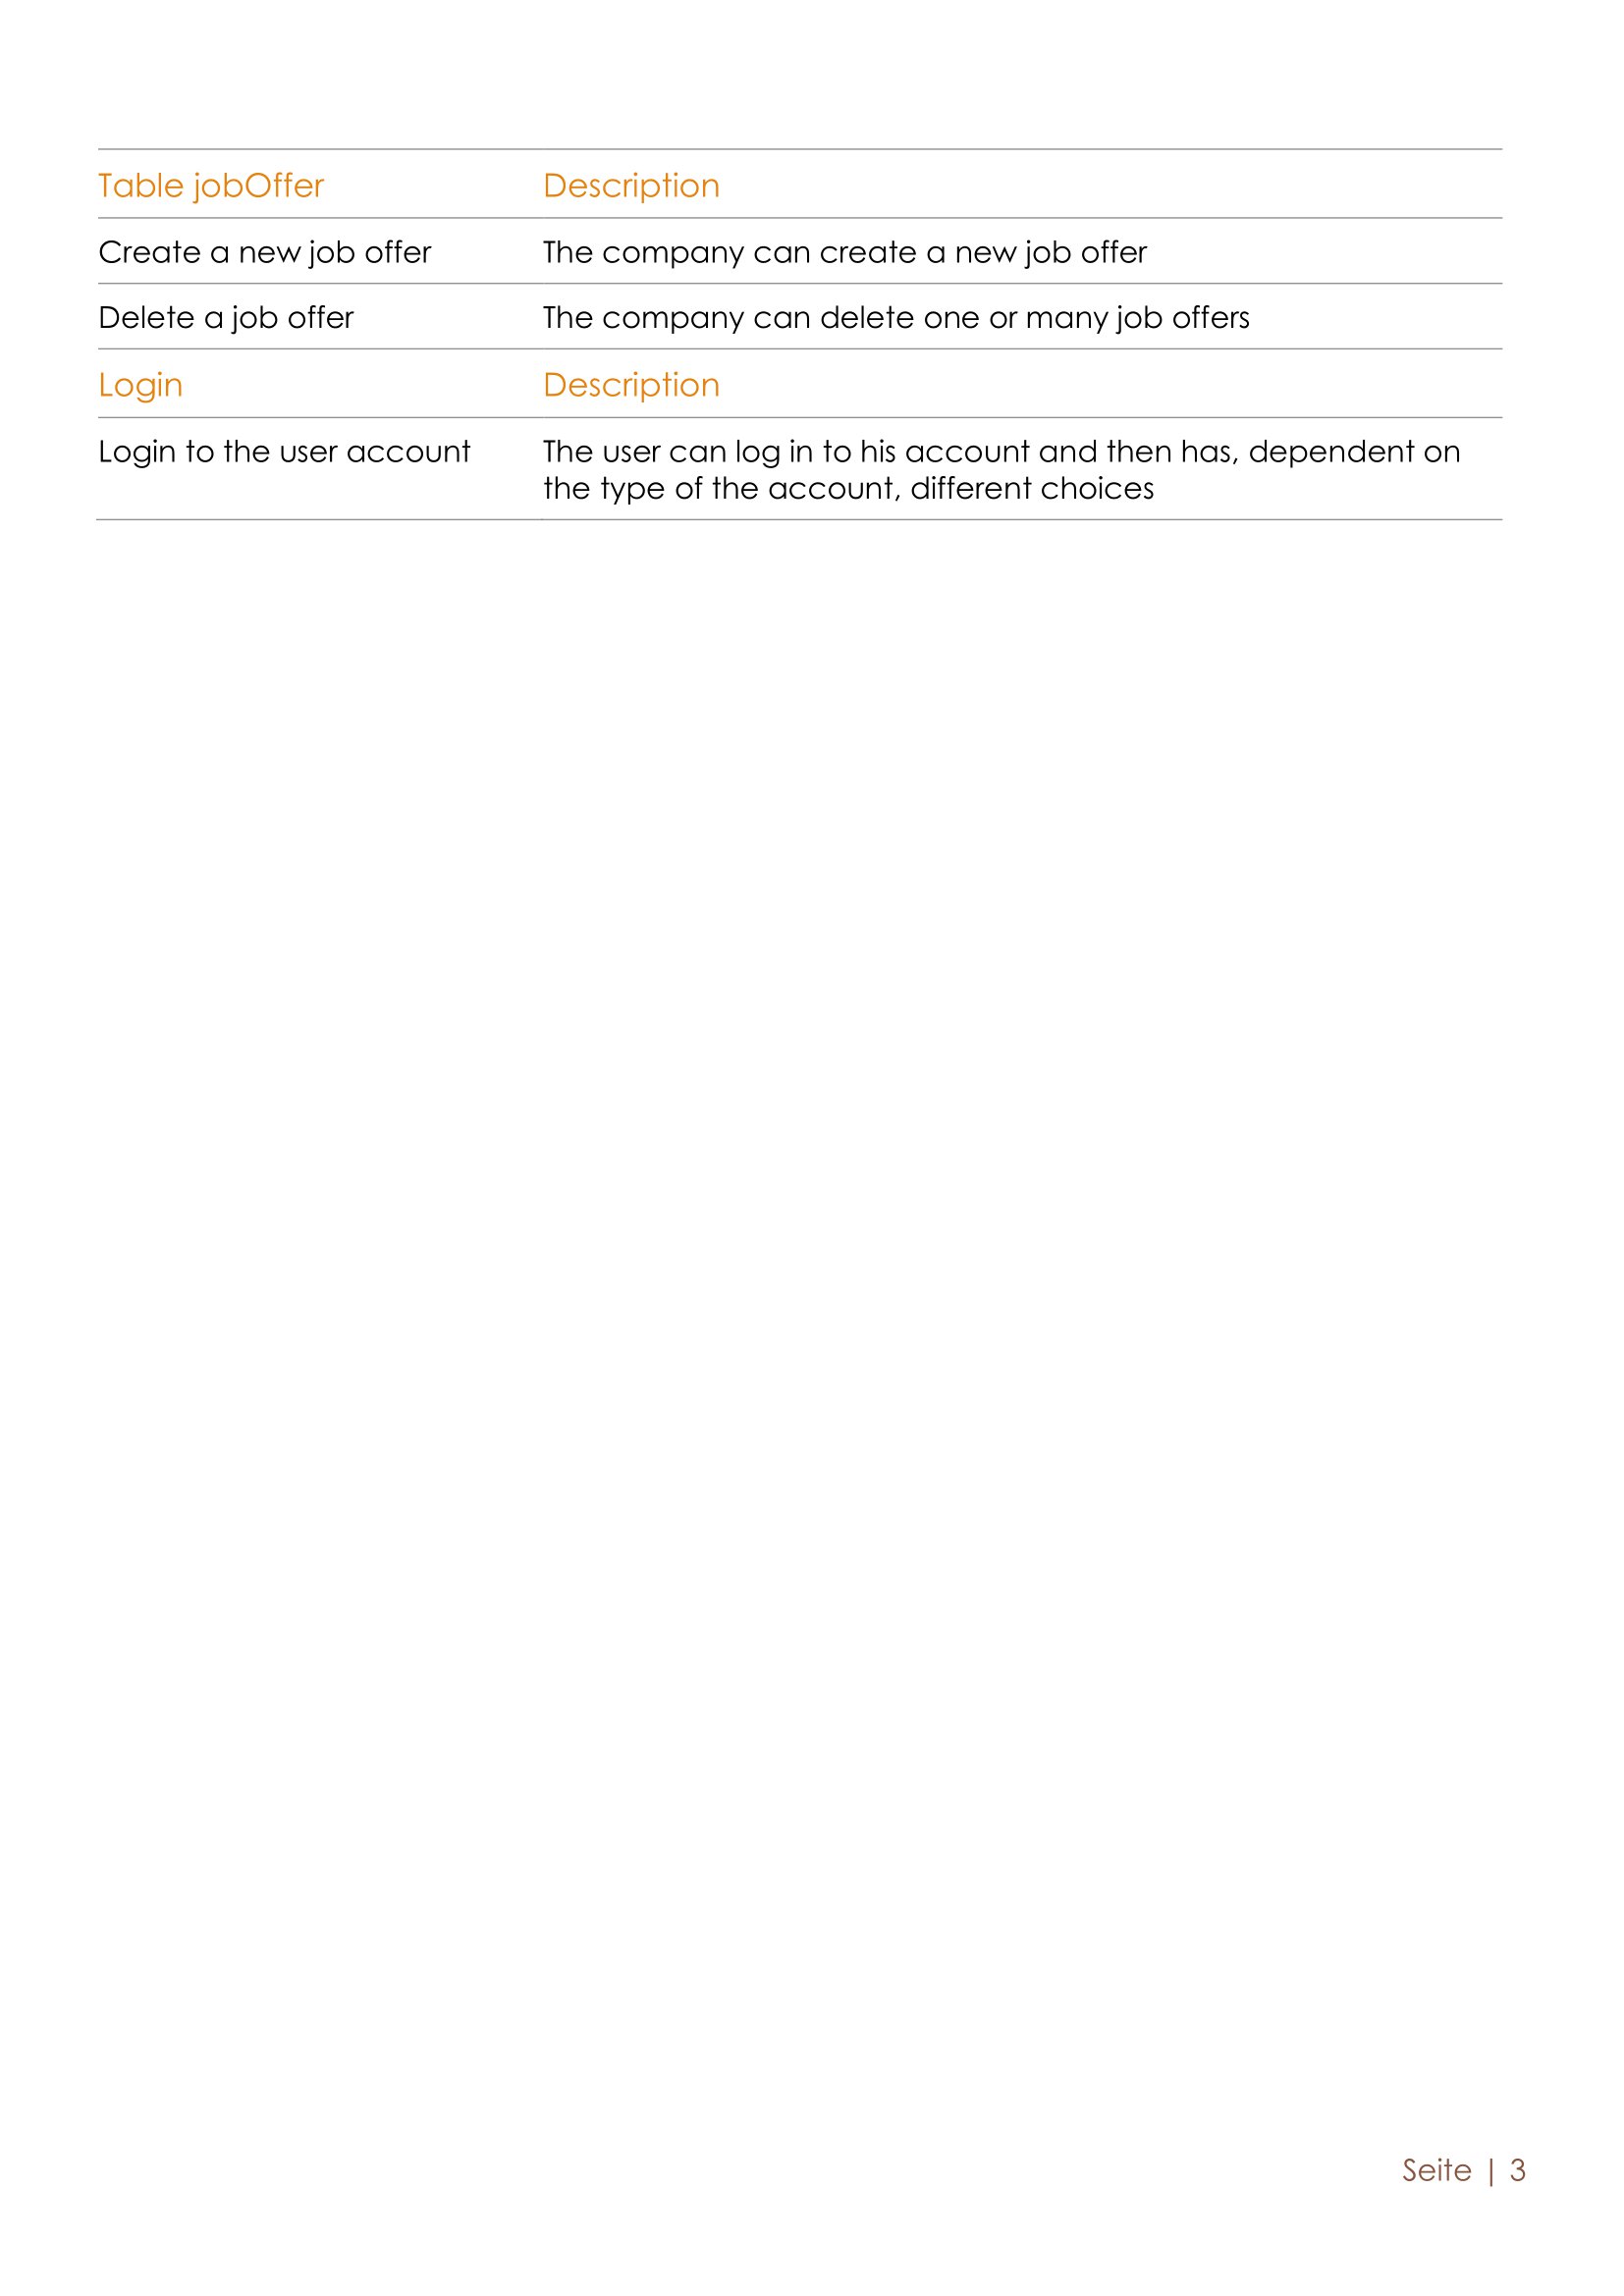 Table jobOffer Description
Create a new job offer The company can create a new job offer
Delete a job offer The company can delete one or many job offers
Login Description
Login to the user account The user can log in to his account and then has, dependent on
the type of the account, different choices
Seite | 3